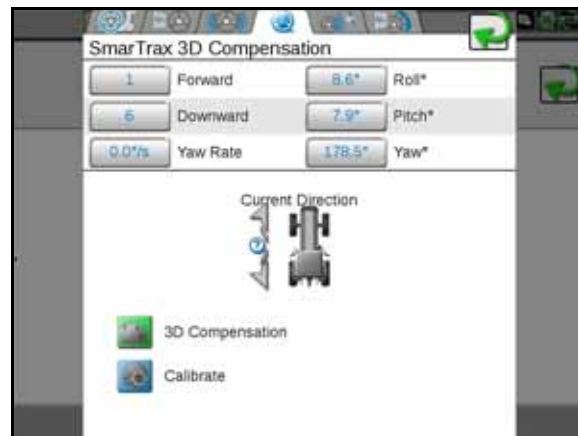 SmarTrax 3D Compensation
1 Forward 8.6° Roll*
6 Downward 7.9° Pitch*
0.0°/s Yaw Rate 178.5° Yaw*
Current Direction
?
3D Compensation
Calibrate